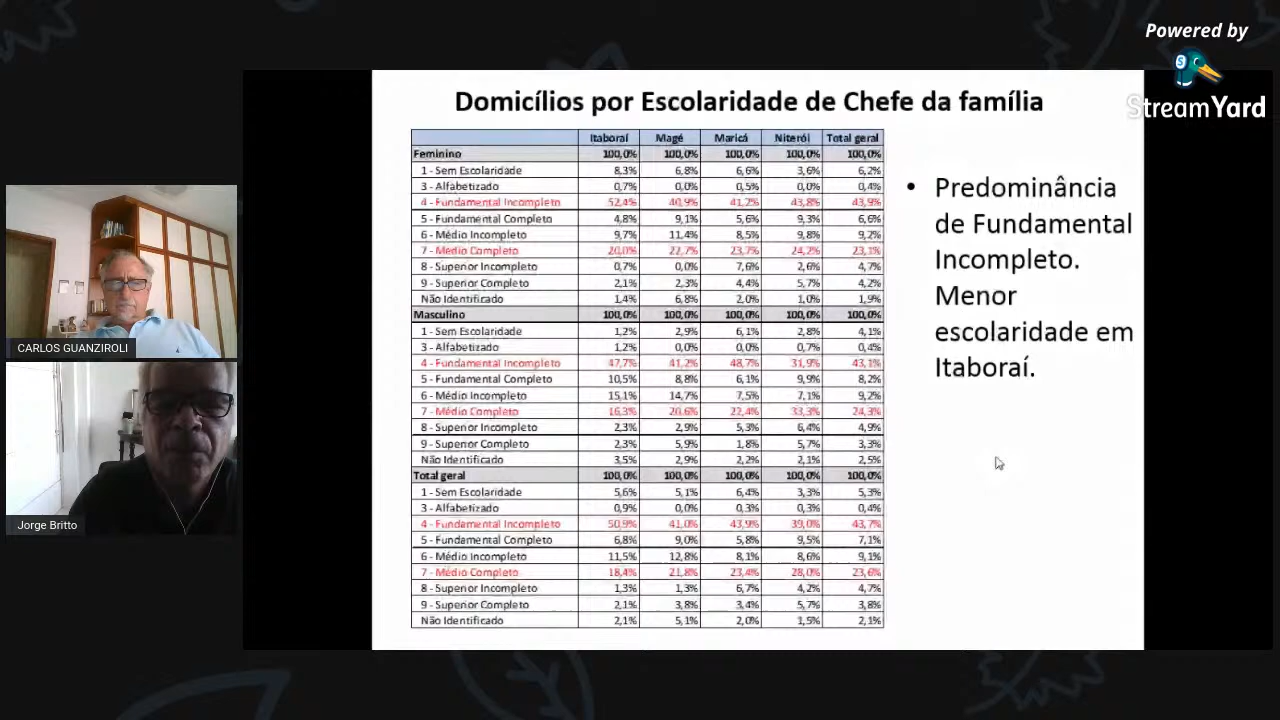 Powered by
StreamYard
Domicílios por Escolaridade de Chefe da família
Itaboraí Magé Maricá Niterói Total geral
Feminino 100,0% 100,0% 100,0% 100,0% 100,0%
1 - Sem Escolaridade 8,3% 6,8% 6,6% 3,6% 6,2%
3 - Alfabetizado 0,7% 0,0% 0,5% 0,0% 0,4%
4 - Fundamental Incompleto 52,4% 40,9% 41,2% 43,8% 43,9%
5 - Fundamental Completo 4,8% 9,1% 5,6% 9,3% 6,6%
6 - Médio Incompleto 9,7% 11,4% 8,5% 9,8% 9,2%
7 - Médio Completo 20,0% 22,7% 23,7% 24,2% 23,1%
8 - Superior Incompleto 0,7% 0,0% 7,6% 2,6% 4,7%
9 - Superior Completo 2,1% 2,3% 4,4% 5,7% 4,2%
Não Identificado 1,4% 6,8% 2,0% 1,0% 1,9%
Masculino 100,0% 100,0% 100,0% 100,0% 100,0%
1 - Sem Escolaridade 1,2% 2,9% 6,1% 2,8% 4,1%
3 - Alfabetizado 1,2% 0,0% 0,0% 0,7% 0,4%
4 - Fundamental Incompleto 47,7% 41,2% 48,7% 31,9% 43,1%
5 - Fundamental Completo 10,5% 8,8% 6,1% 9,9% 8,2%
6 - Médio Incompleto 15,1% 14,7% 7,5% 7,1% 9,2%
7 - Médio Completo 16,3% 20,6% 22,4% 33,3% 24,3%
8 - Superior Incompleto 2,3% 2,9% 5,3% 6,4% 4,9%
9 - Superior Completo 2,3% 5,9% 1,8% 5,7% 3,3%
Não Identificado 3,5% 2,9% 2,2% 2,1% 2,5%
Total geral 100,0% 100,0% 100,0% 100,0% 100,0%
1 - Sem Escolaridade 5,6% 5,1% 6,4% 3,3% 5,3%
3 - Alfabetizado 0,9% 0,0% 0,3% 0,3% 0,4%
4 - Fundamental Incompleto 50,9% 41,0% 43,9% 39,0% 43,7%
5 - Fundamental Completo 6,8% 9,0% 5,8% 9,5% 7,1%
6 - Médio Incompleto 11,5% 12,8% 8,1% 8,6% 9,1%
7 - Médio Completo 18,4% 21,8% 23,4% 28,0% 23,6%
8 - Superior Incompleto 1,3% 1,3% 6,7% 4,2% 4,7%
9 - Superior Completo 2,1% 3,8% 3,4% 5,7% 3,8%
Não Identificado 2,1% 5,1% 2,0% 1,5% 2,1%
• Predominância
de Fundamental
Incompleto.
Menor
escolaridade em
Itaboraí.
CARLOS GUANZIROLI
Jorge Britto